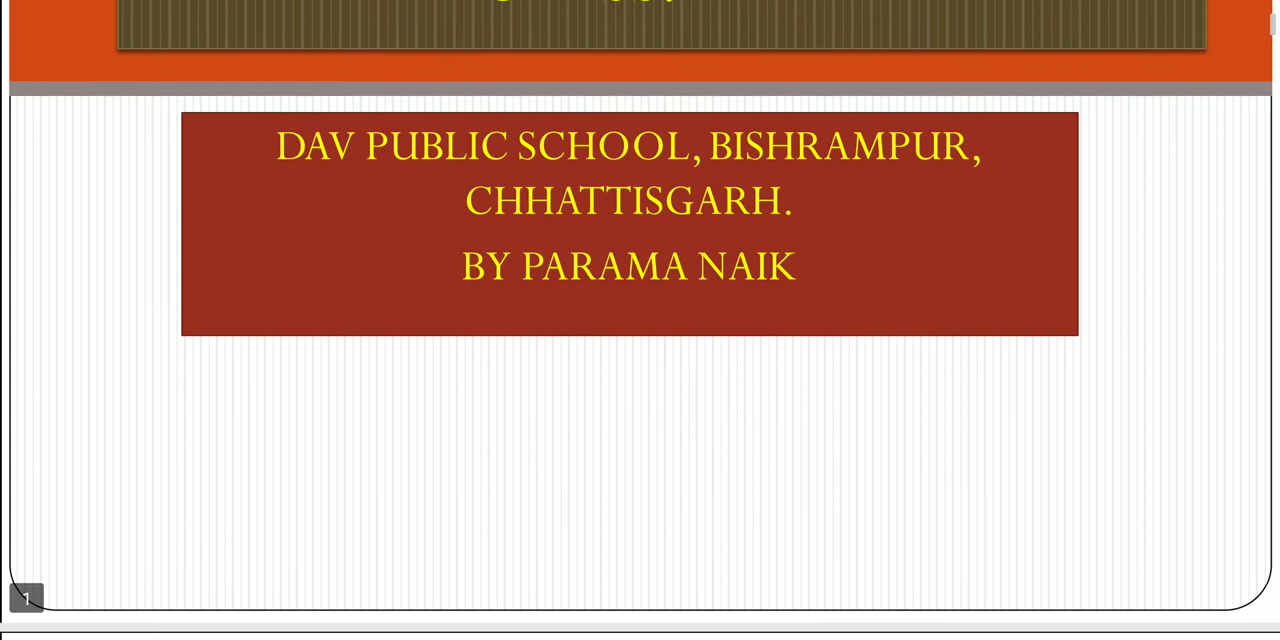 DAV PUBLIC SCHOOL, BISHRAMPUR,
CHHATTISGARH.
BY PARAMA NAIK
1